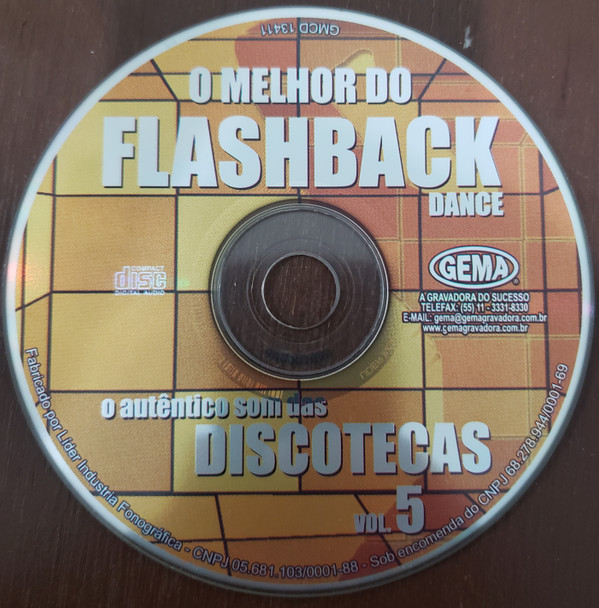 GMCD 13411
O MELHOR DO
FLASHBACK
DANCE
COMPACT
disc
DIGITAL AUDIO
GEMA
®
A GRAVADORA DO SUCESSO
TELEFAX: (55) 11 - 3331-8330
E-MAIL: gema@gemagravadora.com.br
www.gemagravadora.com.br
o autêntico som das
DISCOTECAS
VOL. 5
Fabricado por Líder Industria Fonográfica - CNPJ 05.681.103/0001-88 - Sob encomenda do CNPJ 68.278.944/0001-69